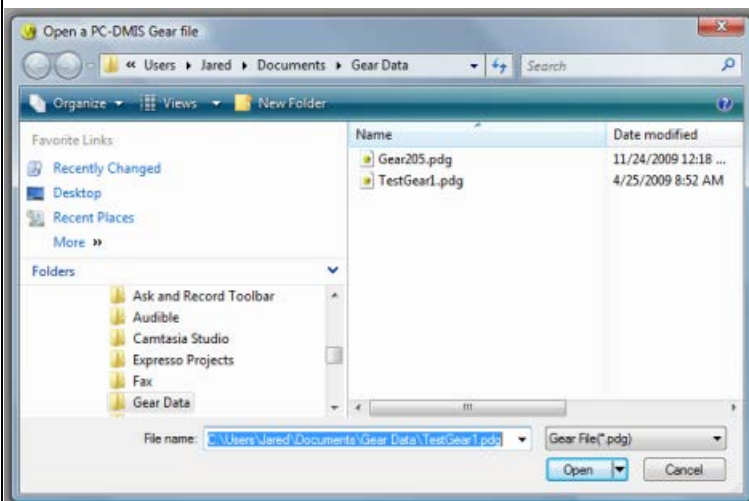 Open a PC-DMIS Gear file
« Users ▸ Jared ▸ Documents ▸ Gear Data
Search
Organize Views New Folder
Favorite Links
Recently Changed
Desktop
Recent Places
More »
Folders
Ask and Record Toolbar
Audible
Camtasia Studio
Expresso Projects
Fax
Gear Data
Name Date modified
Gear205.pdg 11/24/2009 12:18 ...
TestGear1.pdg 4/25/2009 8:52 AM
File name: C:\Users\Jared\Documents\Gear Data\TestGear1.pdg Gear File(*.pdg)
Open Cancel